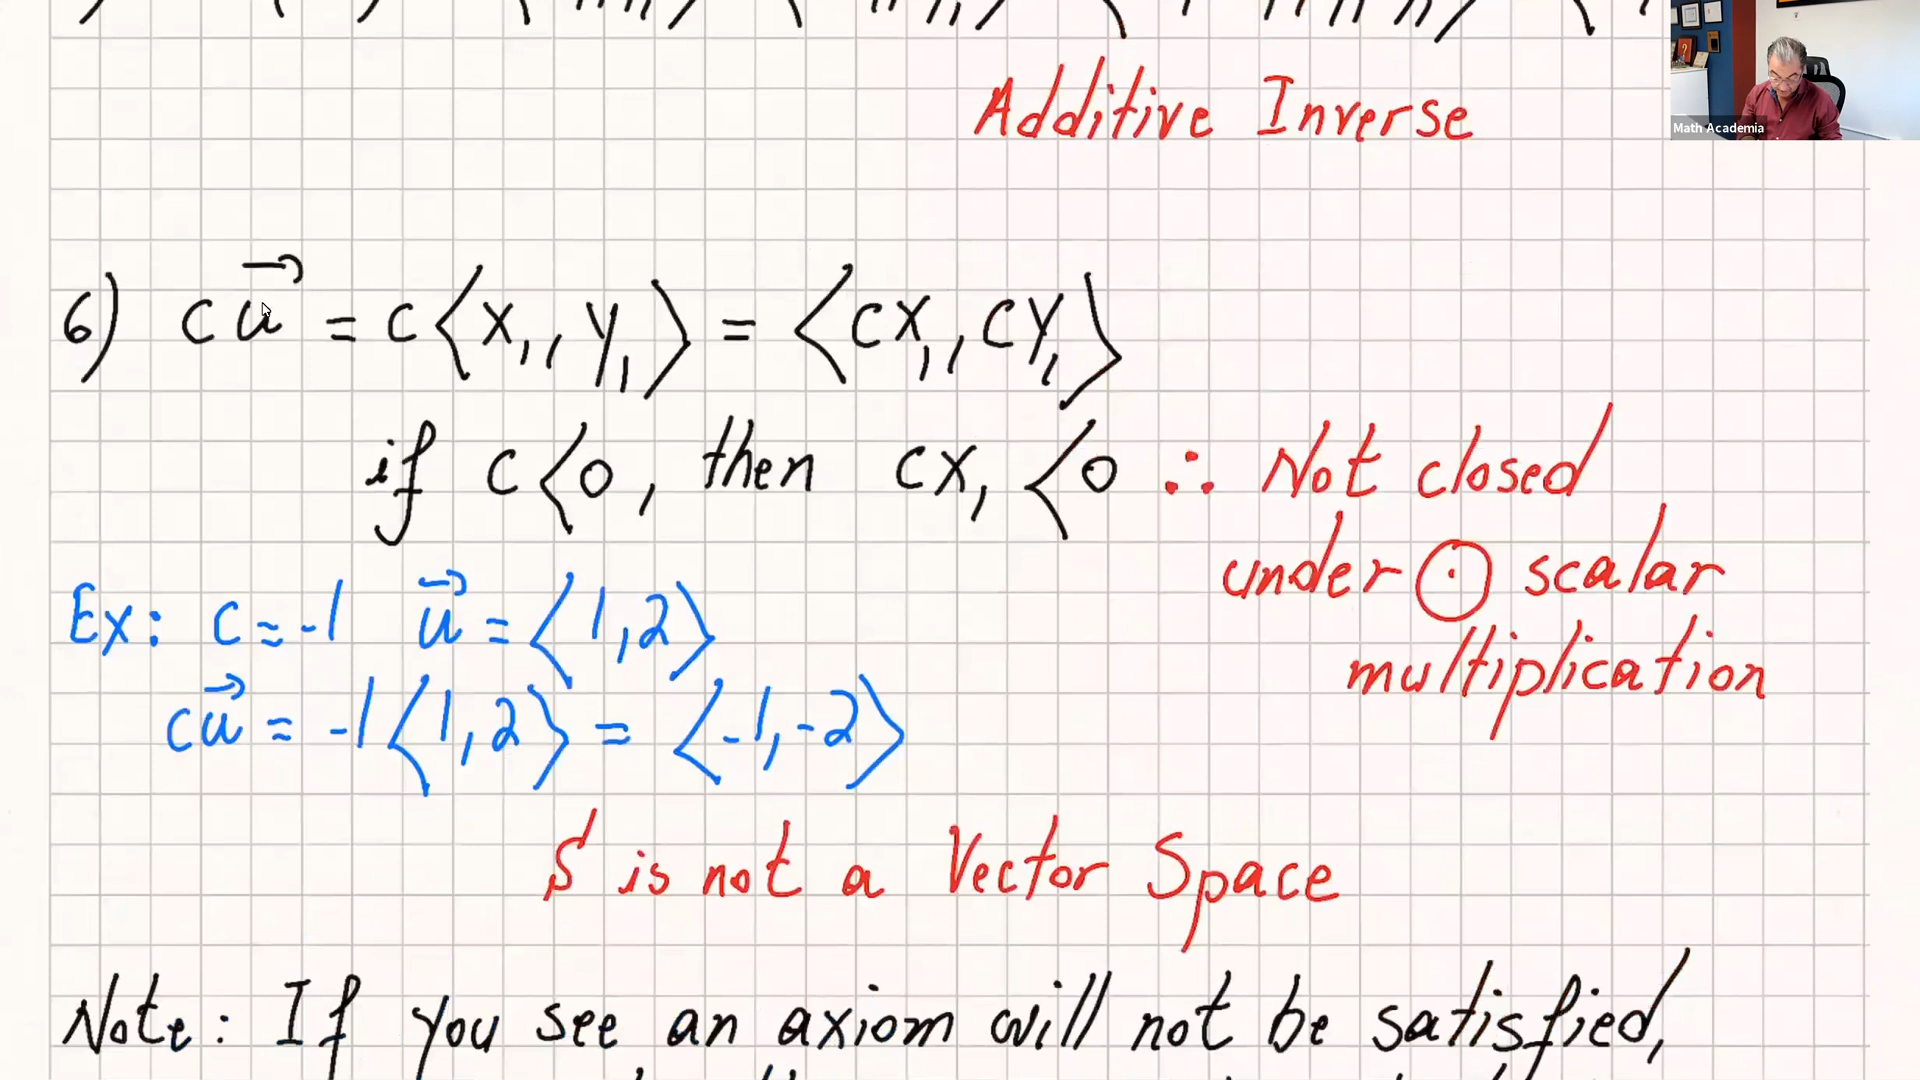 Additive Inverse
Math Academia
6) c u⃗ = c⟨x₁, y₁⟩ = ⟨cx₁, cy₁⟩
if c < 0, then cx₁ < 0 ∴ Not closed
under ⊙ scalar
multiplication
Ex: c = -1 u⃗ = ⟨1, 2⟩
cu⃗ = -1⟨1, 2⟩ = ⟨-1, -2⟩
S is not a Vector Space
Note: If you see an axiom will not be satisfied,